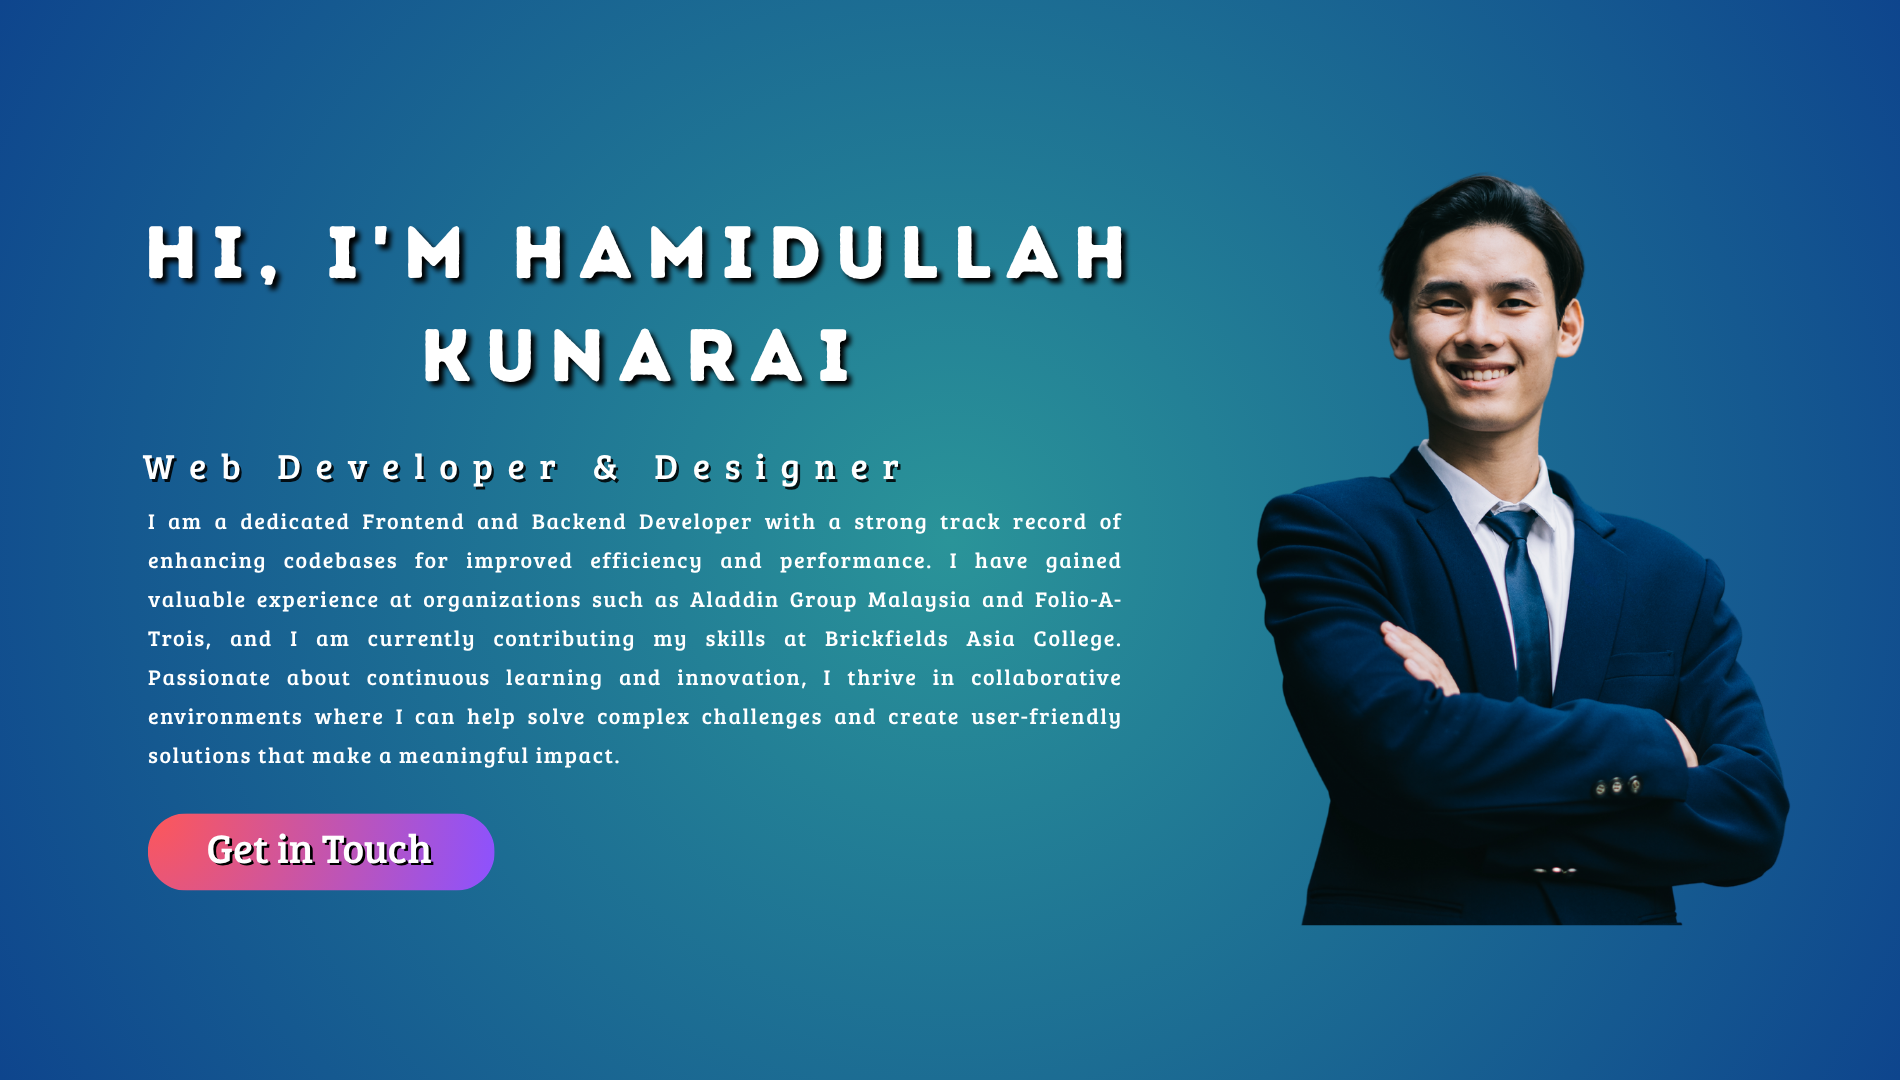 HI, I'M HAMIDULLAH
KUNARAI
Web Developer & Designer
I am a dedicated Frontend and Backend Developer with a strong track record of
enhancing codebases for improved efficiency and performance. I have gained
valuable experience at organizations such as Aladdin Group Malaysia and Folio-A-
Trois, and I am currently contributing my skills at Brickfields Asia College.
Passionate about continuous learning and innovation, I thrive in collaborative
environments where I can help solve complex challenges and create user-friendly
solutions that make a meaningful impact.
Get in Touch